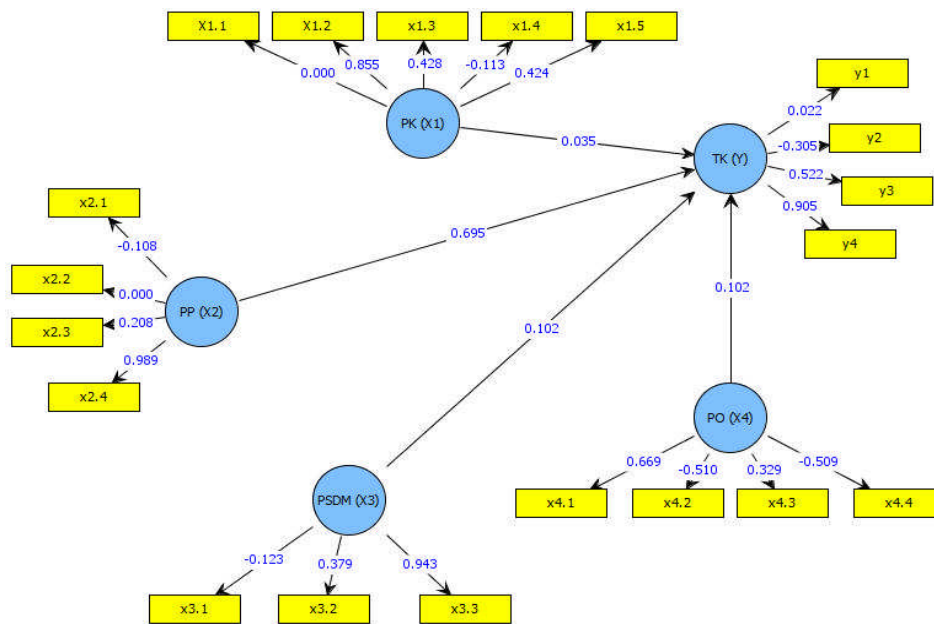 X1.1
X1.2
x1.3
x1.4
x1.5
0.000
0.855
0.428
-0.113
0.424
PK (X1)
0.035
TK (Y)
y1
0.022
y2
-0.305
y3
0.522
y4
0.905
x2.1
-0.108
x2.2
0.000
x2.3
0.208
x2.4
0.989
PP (X2)
0.695
0.102
0.102
PO (X4)
0.669
-0.510
0.329
-0.509
x4.1
x4.2
x4.3
x4.4
PSDM (X3)
-0.123
0.379
0.943
x3.1
x3.2
x3.3